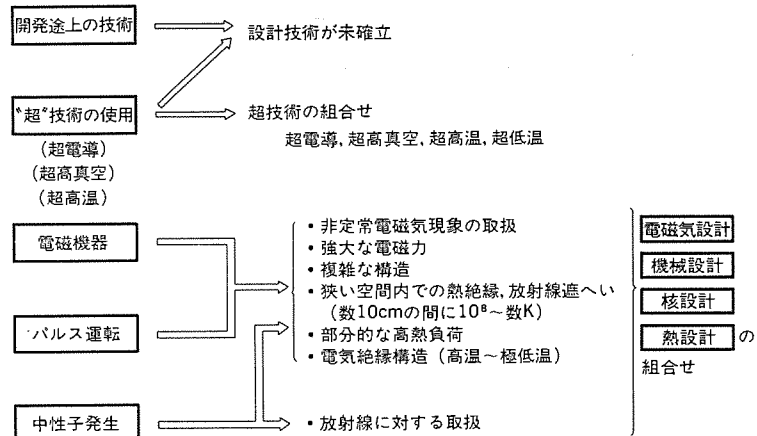 開発途上の技術
設計技術が未確立
“超”技術の使用
超技術の組合せ
超電導, 超高真空, 超高温, 超低温
(超電導)
(超高真空)
(超高温)
電磁機器
パルス運転
中性子発生
・非定常電磁気現象の取扱
・強大な電磁力
・複雑な構造
・狭い空間内での熱絶縁, 放射線遮へい
(数10cmの間に10⁸～数K)
・部分的な高熱負荷
・電気絶縁構造（高温～極低温）
・放射線に対する取扱
電磁気設計
機械設計
核設計
熱設計 の
組合せ